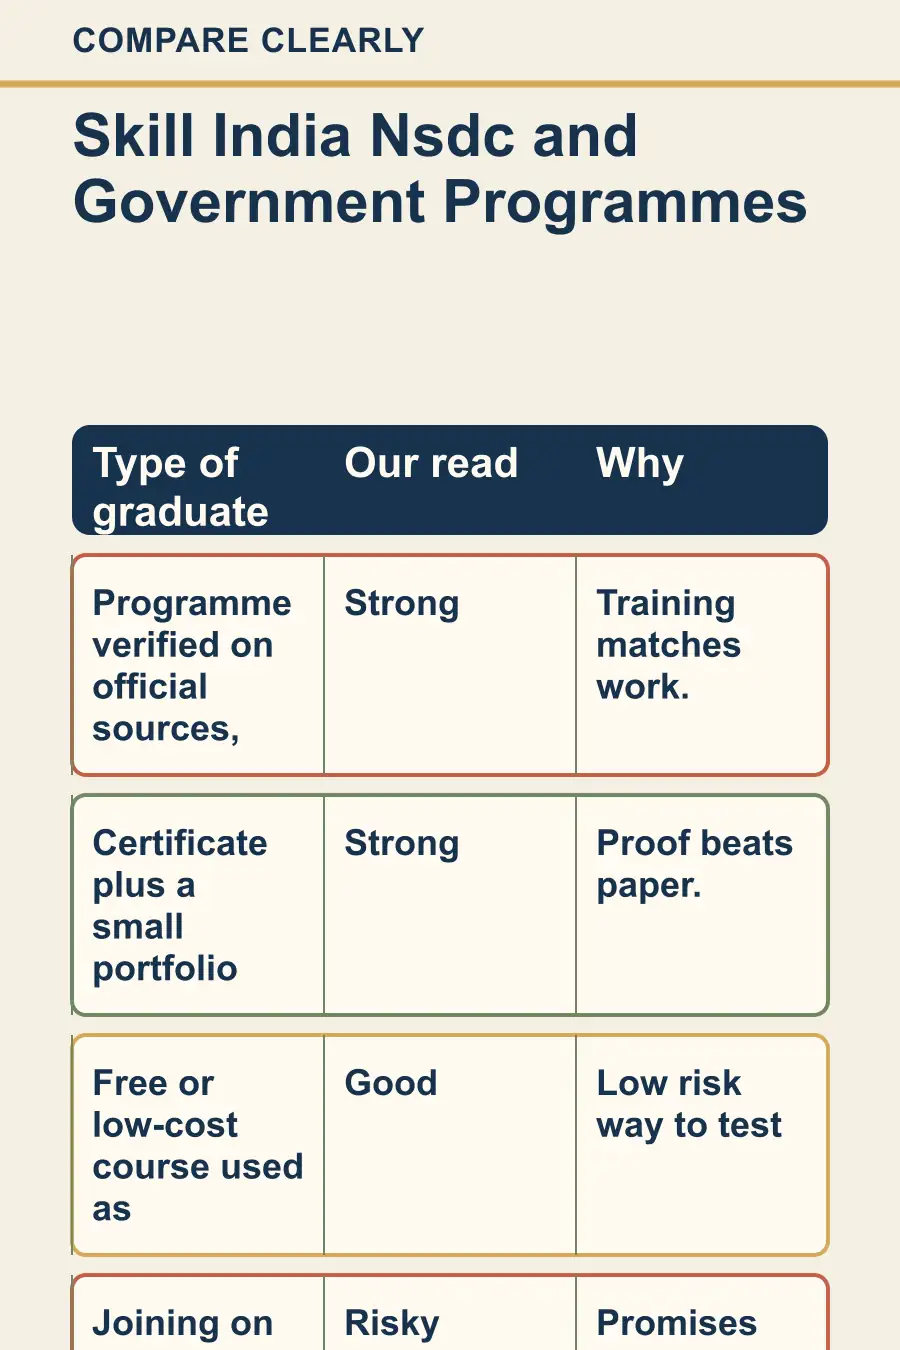 COMPARE CLEARLY
Skill India Nsdc and
Government Programmes
Type of
graduate
Our read
Why
Programme
verified on
official
sources,
Strong
Training
matches
work.
Certificate
plus a
small
portfolio
Strong
Proof beats
paper.
Free or
low-cost
course used
as
Good
Low risk
way to test
Joining on
Risky
Promises